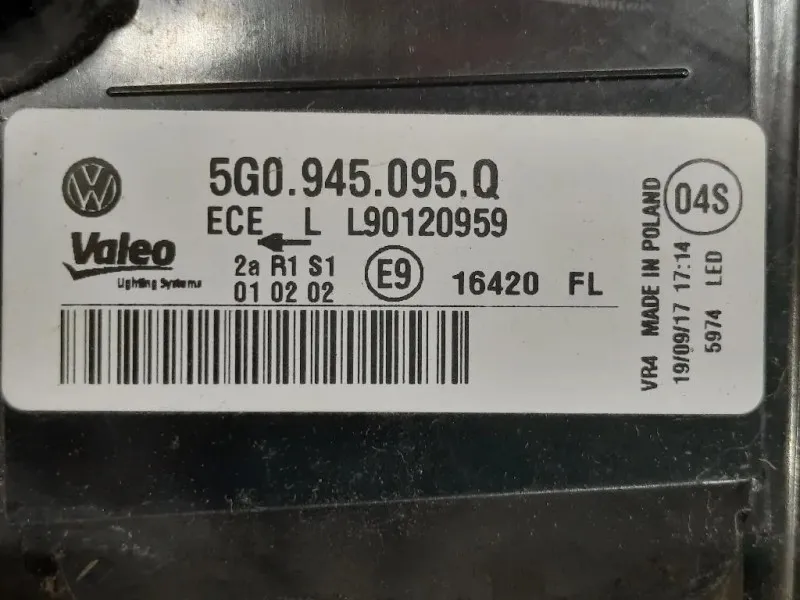 5G0.945.095.Q
ECE L L90120959
Valeo
Lighting Systems
2a R1 S1
01 02 02
E9
16420 FL
04S
VR4 MADE IN POLAND
19/09/17 17:14
5974 LED